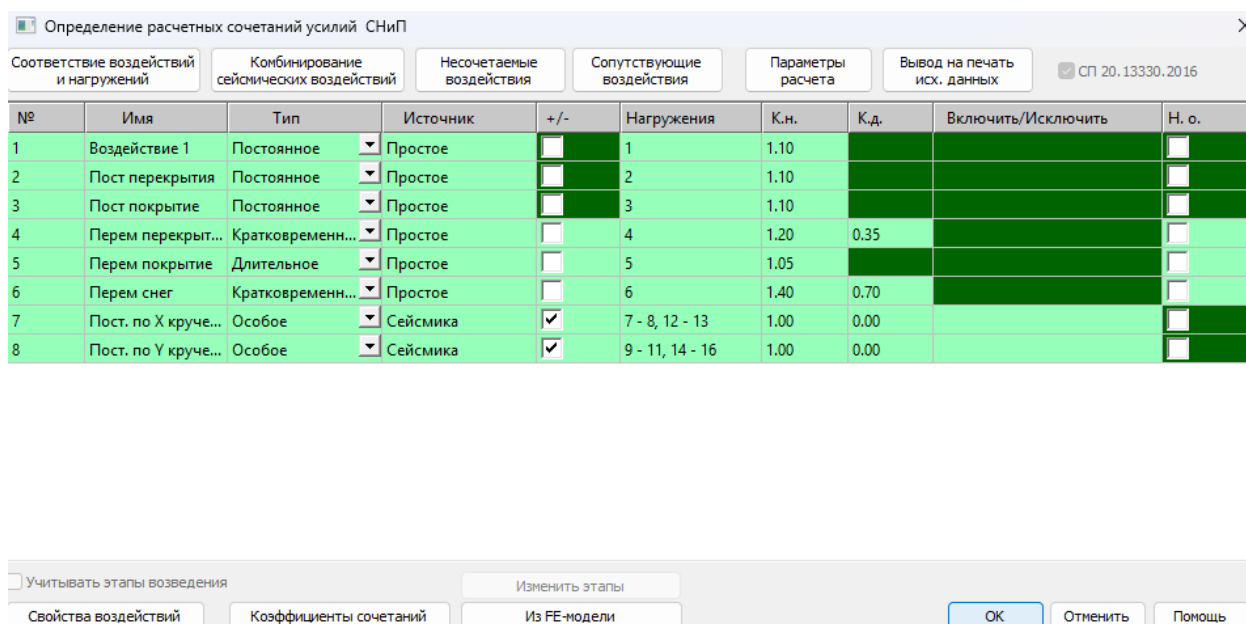 Определение расчетных сочетаний усилий СНиП
Соответствие воздействий и нагружений
Комбинирование сейсмических воздействий
Несочетаемые воздействия
Сопутствующие воздействия
Параметры расчета
Вывод на печать исх. данных
СП 20.13330.2016
№ Имя Тип Источник +/- Нагружения К.н. К.д. Включить/Исключить Н. о.
1 Воздействие 1 Постоянное Простое 1 1.10
2 Пост перекрытия Постоянное Простое 2 1.10
3 Пост покрытие Постоянное Простое 3 1.10
4 Перем перекрыт... Кратковременн... Простое 4 1.20 0.35
5 Перем покрытие Длительное Простое 5 1.05
6 Перем снег Кратковременн... Простое 6 1.40 0.70
7 Пост. по X круче... Особое Сейсмика 7 - 8, 12 - 13 1.00 0.00
8 Пост. по Y круче... Особое Сейсмика 9 - 11, 14 - 16 1.00 0.00
Учитывать этапы возведения
Изменить этапы
Свойства воздействий
Коэффициенты сочетаний
Из FE-модели
ОК
Отменить
Помощь